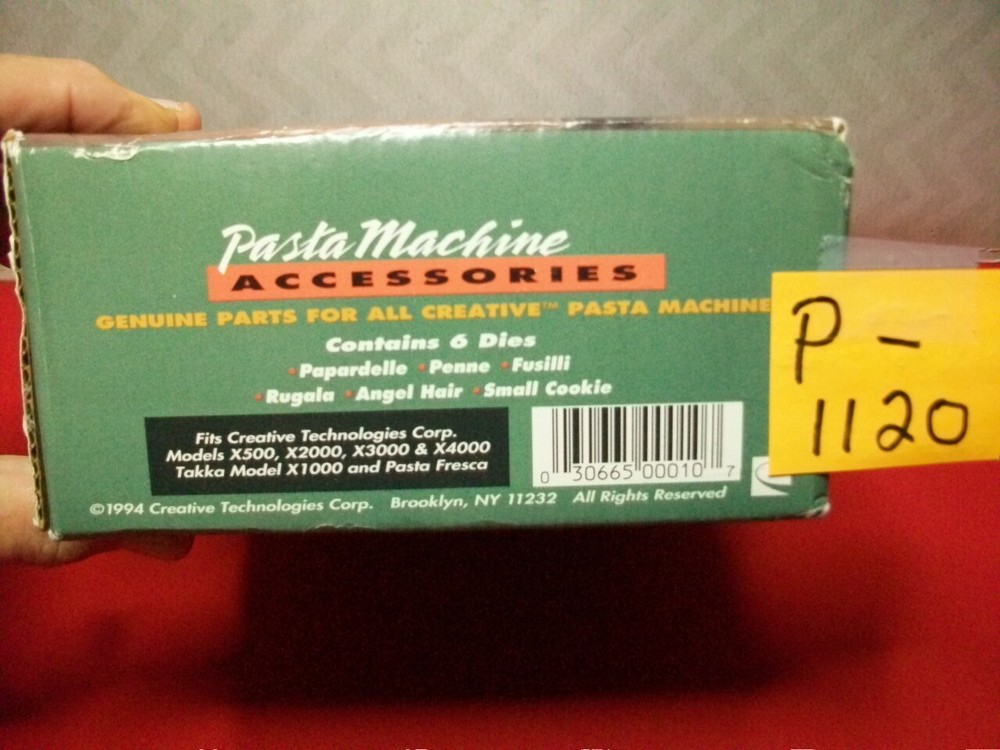 Pasta Machine
ACCESSORIES
GENUINE PARTS FOR ALL CREATIVE™ PASTA MACHINE
Contains 6 Dies
• Papardelle • Penne • Fusilli
• Rugala • Angel Hair • Small Cookie
Fits Creative Technologies Corp.
Models X500, X2000, X3000 & X4000
Takka Model X1000 and Pasta Fresca
0 30665 00010 7
©1994 Creative Technologies Corp. Brooklyn, NY 11232 All Rights Reserved
P -
1120